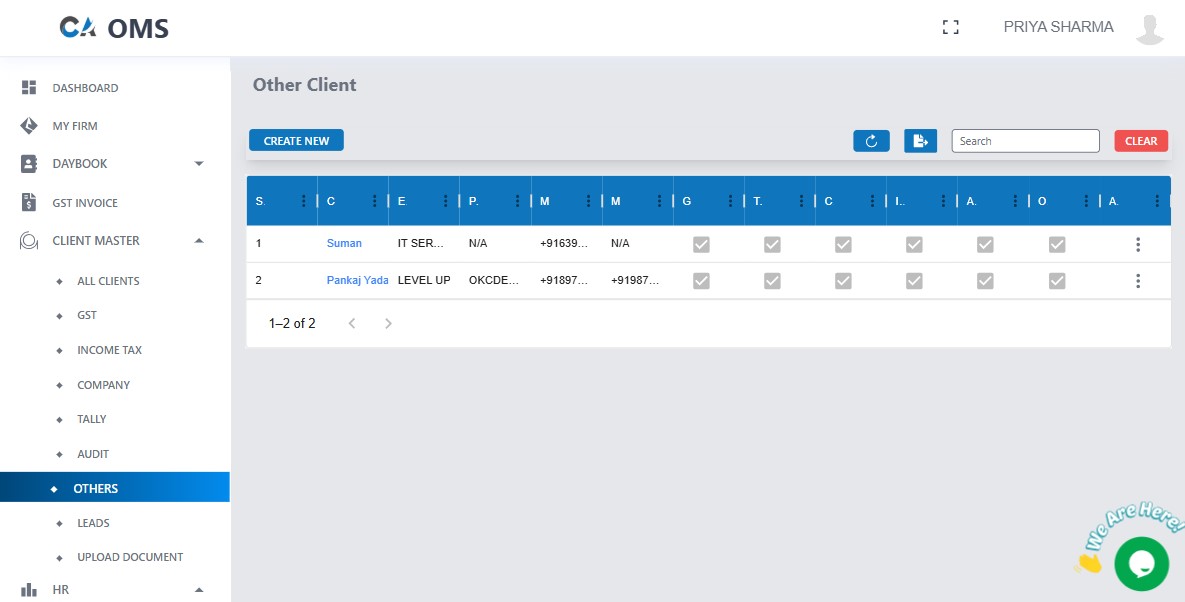 CA OMS
PRIYA SHARMA
DASHBOARD
MY FIRM
DAYBOOK
GST INVOICE
CLIENT MASTER
ALL CLIENTS
GST
INCOME TAX
COMPANY
TALLY
AUDIT
OTHERS
LEADS
UPLOAD DOCUMENT
HR
Other Client
CREATE NEW Search CLEAR
S. C E. P. M M G T. C I.. A. O A.
1 Suman IT SER... N/A +91639... N/A
2 Pankaj Yada LEVEL UP OKCDE... +91897... +91987...
1–2 of 2
We Are Here!